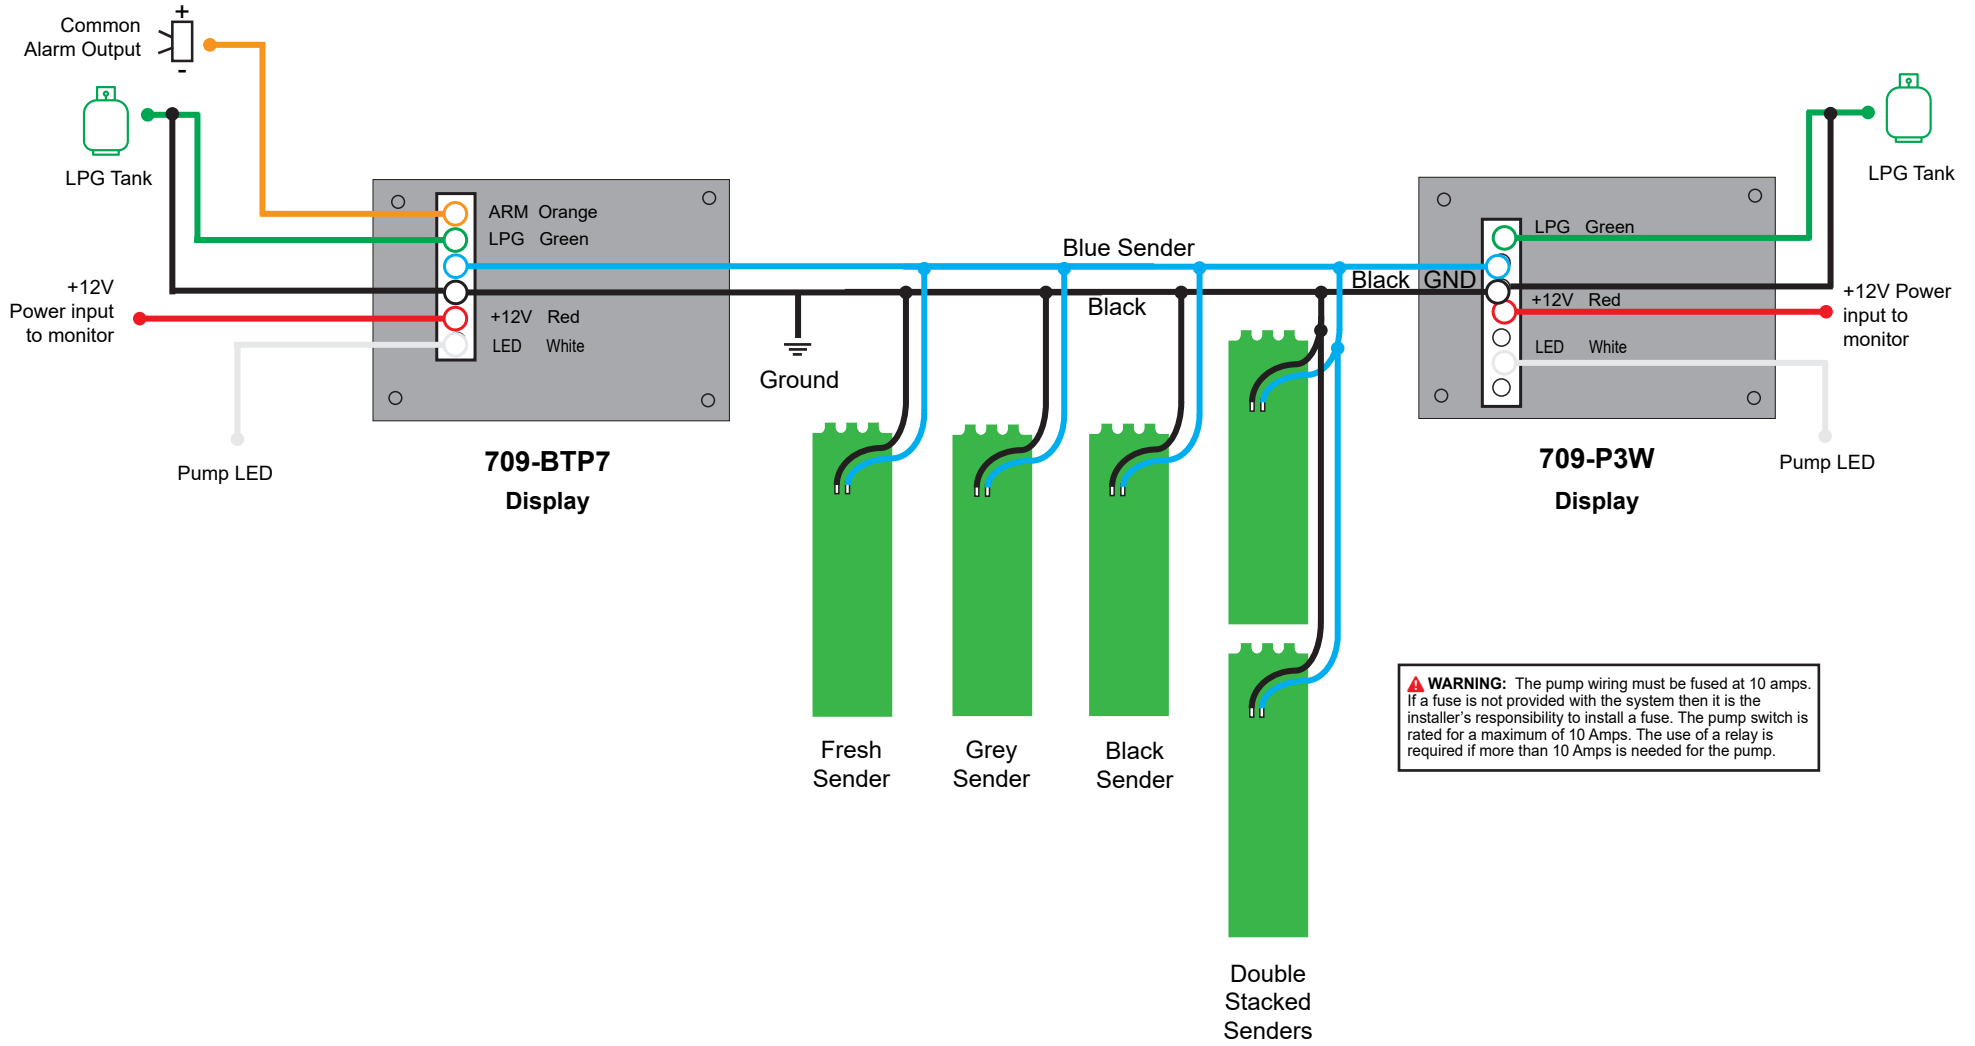 +
Common
Alarm Output
-
LPG Tank
+12V
Power input
to monitor
Pump LED
ARM Orange
LPG Green
+12V Red
LED White
709-BTP7
Display
Blue Sender
Black
Ground
Black GND
Fresh
Sender
Grey
Sender
Black
Sender
Double
Stacked
Senders
LPG Green
+12V Red
LED White
709-P3W
Display
LPG Tank
+12V Power
input to
monitor
Pump LED
WARNING: The pump wiring must be fused at 10 amps.
If a fuse is not provided with the system then it is the
installer's responsibility to install a fuse. The pump switch is
rated for a maximum of 10 Amps. The use of a relay is
required if more than 10 Amps is needed for the pump.